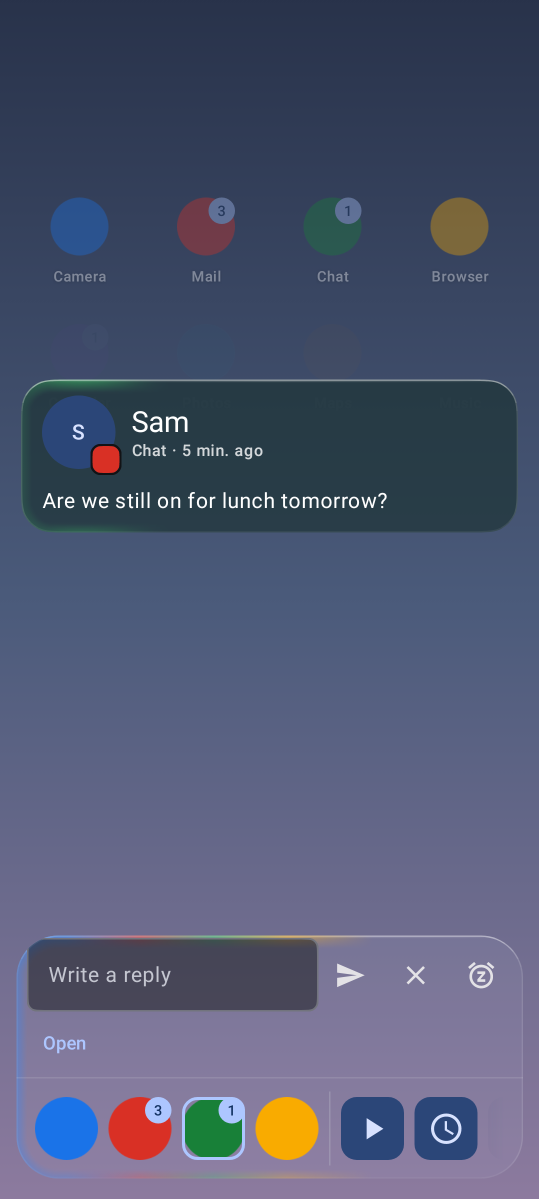 3
1
Camera
Mail
Chat
Browser
S
Sam
Chat · 5 min. ago
Are we still on for lunch tomorrow?
Write a reply
Open
3
1